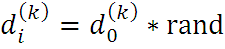 d_i^{(k)} = d_0^{(k)} * rand